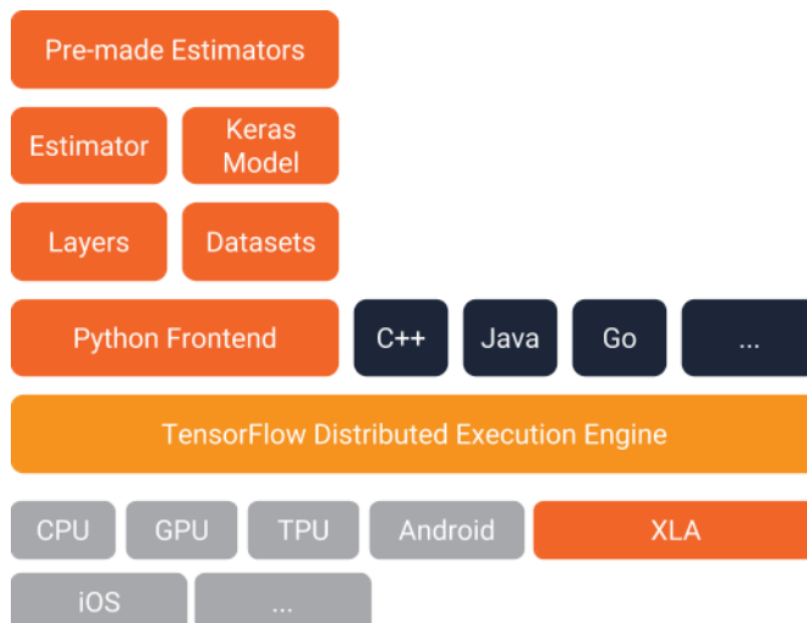 Pre-made Estimators
Estimator
Keras
Model
Layers
Datasets
Python Frontend
C++
Java
Go
...
TensorFlow Distributed Execution Engine
CPU
GPU
TPU
Android
XLA
iOS
...